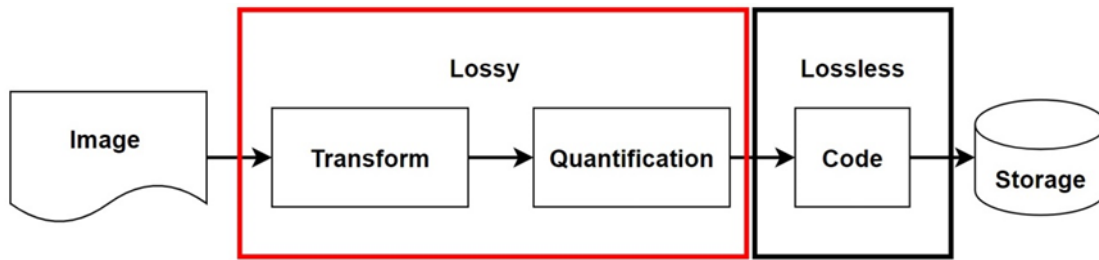 Lossy
Lossless
Image
Transform
Quantification
Code
Storage